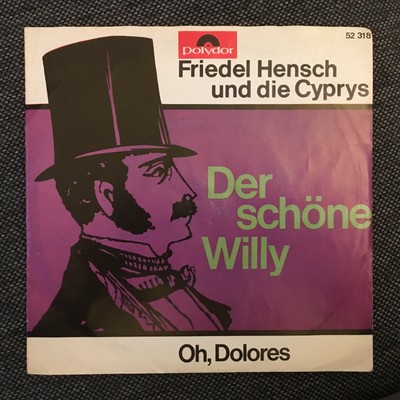 52 318
Polydor
Friedel Hensch
und die Cyprys
Der
schöne
Willy
Oh, Dolores